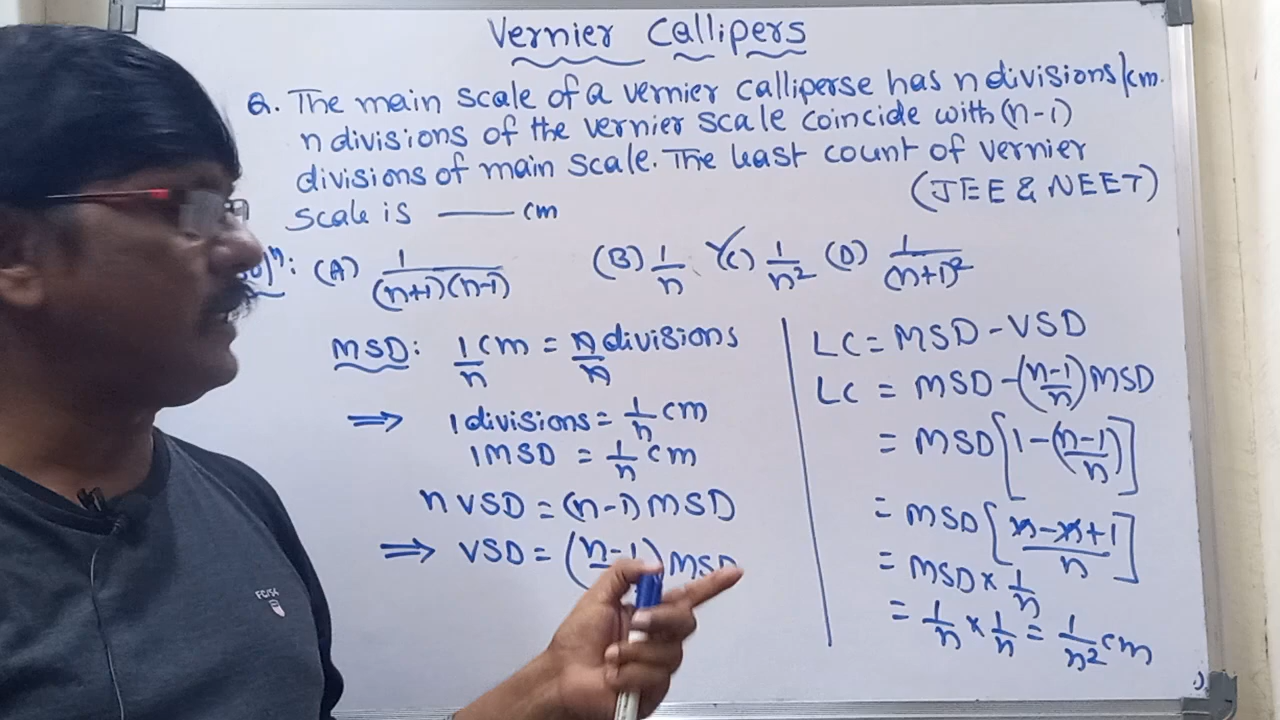 Vernier Callipers
Q. The main scale of a vernier calliperse has n divisions/cm.
n divisions of the vernier scale coincide with (n-1)
divisions of main scale. The least count of vernier
scale is —— cm
(JEE & NEET)
(A) 1/(n+1)(n-1) (B) 1/n ✓(C) 1/n² (D) 1/(n+1)²
MSD: 1/n cm = n/n divisions
⇒ 1 divisions = 1/n cm
1MSD = 1/n cm
n VSD = (n-1) MSD
⇒ VSD = (n-1) MSD
LC = MSD - VSD
LC = MSD - (n-1/n) MSD
= MSD [1 - (n-1/n)]
= MSD [n-n+1/n]
= MSD × 1/n
= 1/n × 1/n = 1/n² cm